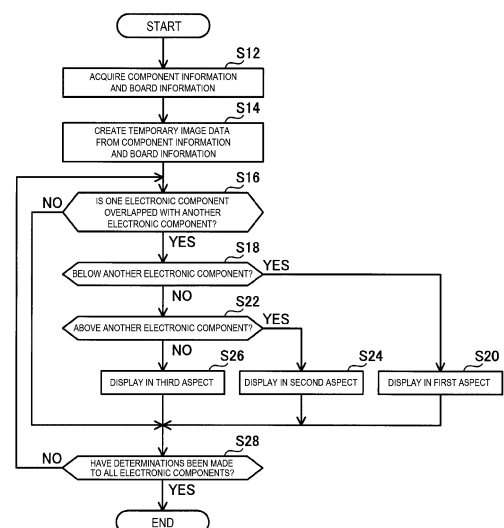 START
S12
ACQUIRE COMPONENT INFORMATION
AND BOARD INFORMATION
S14
CREATE TEMPORARY IMAGE DATA
FROM COMPONENT INFORMATION
AND BOARD INFORMATION
S16
NO
IS ONE ELECTRONIC COMPONENT
OVERLAPPED WITH ANOTHER
ELECTRONIC COMPONENT?
YES
S18
BELOW ANOTHER ELECTRONIC COMPONENT?
YES
NO
S22
ABOVE ANOTHER ELECTRONIC COMPONENT?
YES
NO
S26
S24
S20
DISPLAY IN THIRD ASPECT
DISPLAY IN SECOND ASPECT
DISPLAY IN FIRST ASPECT
S28
NO
HAVE DETERMINATIONS BEEN MADE
TO ALL ELECTRONIC COMPONENTS?
YES
END